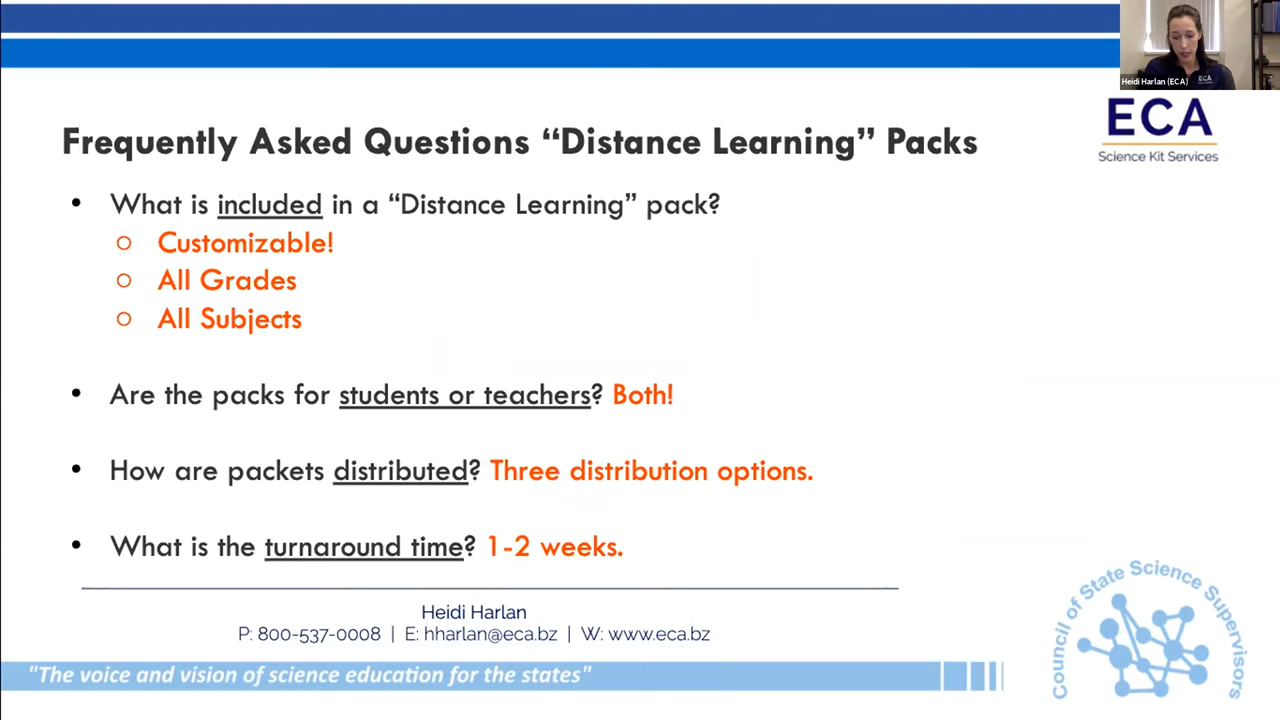 Heidi Harlan (ECA)
ECA
ECA
Science Kit Services
Frequently Asked Questions “Distance Learning” Packs
• What is included in a “Distance Learning” pack?
○ Customizable!
○ All Grades
○ All Subjects
• Are the packs for students or teachers? Both!
• How are packets distributed? Three distribution options.
• What is the turnaround time? 1-2 weeks.
Heidi Harlan
P: 800-537-0008 | E: hharlan@eca.bz | W: www.eca.bz
"The voice and vision of science education for the states"
Council of State Science Supervisors